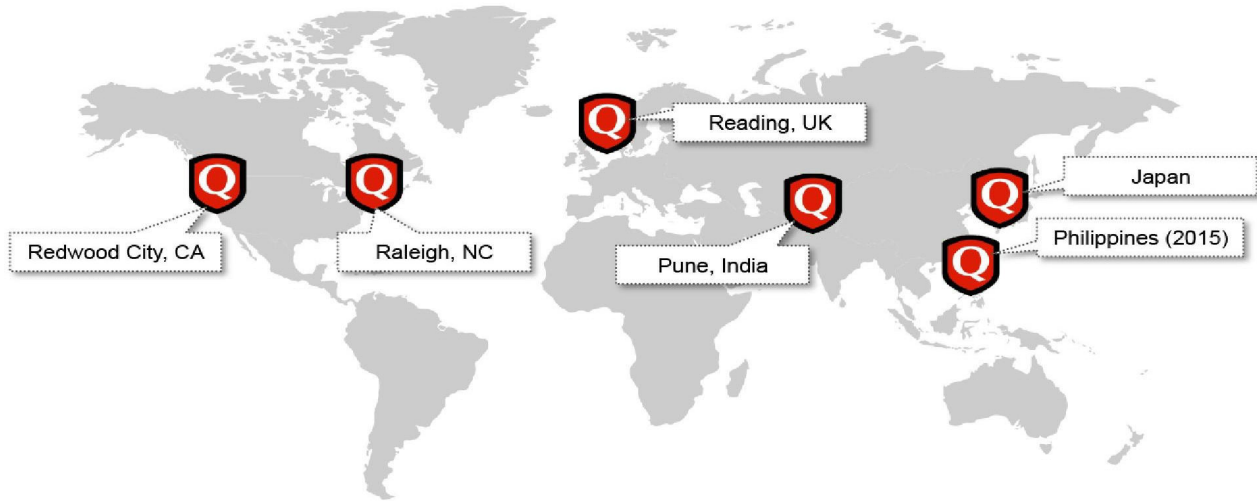 Q
Reading, UK
Q
Q
Q
Q
Japan
Redwood City, CA
Raleigh, NC
Pune, India
Q
Philippines (2015)